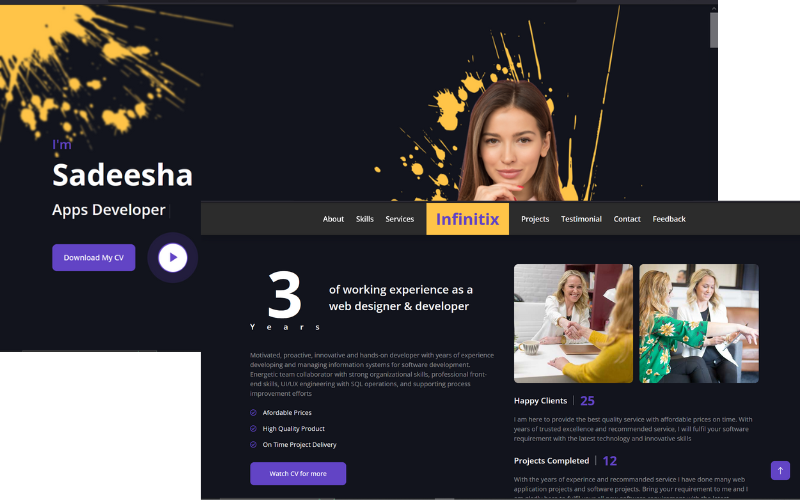 I'm
Sadeesha
Apps Developer
Download My CV
About Skills Services Infinitix Projects Testimonial Contact Feedback
3
Years
of working experience as a
web designer & developer
Motivated, proactive, innovative and hands-on developer with years of experience
developing and managing information systems for software development.
Energetic team collaborator with strong organizational skills, professional front-
end skills, UI/UX engineering with SQL operations, and supporting process
improvement efforts
Afordable Prices
High Quality Product
On Time Project Delivery
Watch CV for more
Happy Clients | 25
I am here to provide the best quality service with affordable prices on time. With
years of trusted excellence and recommended service, I will fulfil your software
requirement with the latest technology and innovative skills
Projects Completed | 12
With the years of experince and recommanded service I have done many web
application projects and software projects. Bring your requirement to me and I